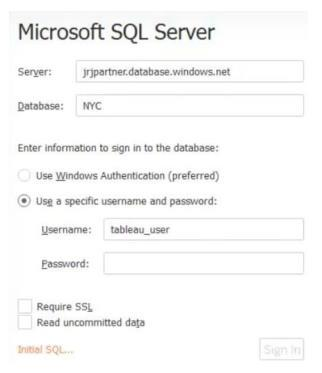 Microsoft SQL Server
Server: jrjpartner.database.windows.net
Database: NYC
Enter information to sign in to the database:
Use Windows Authentication (preferred)
Use a specific username and password:
Username: tableau_user
Password:
Require SSL
Read uncommitted data
Initial SQL...
Sign In